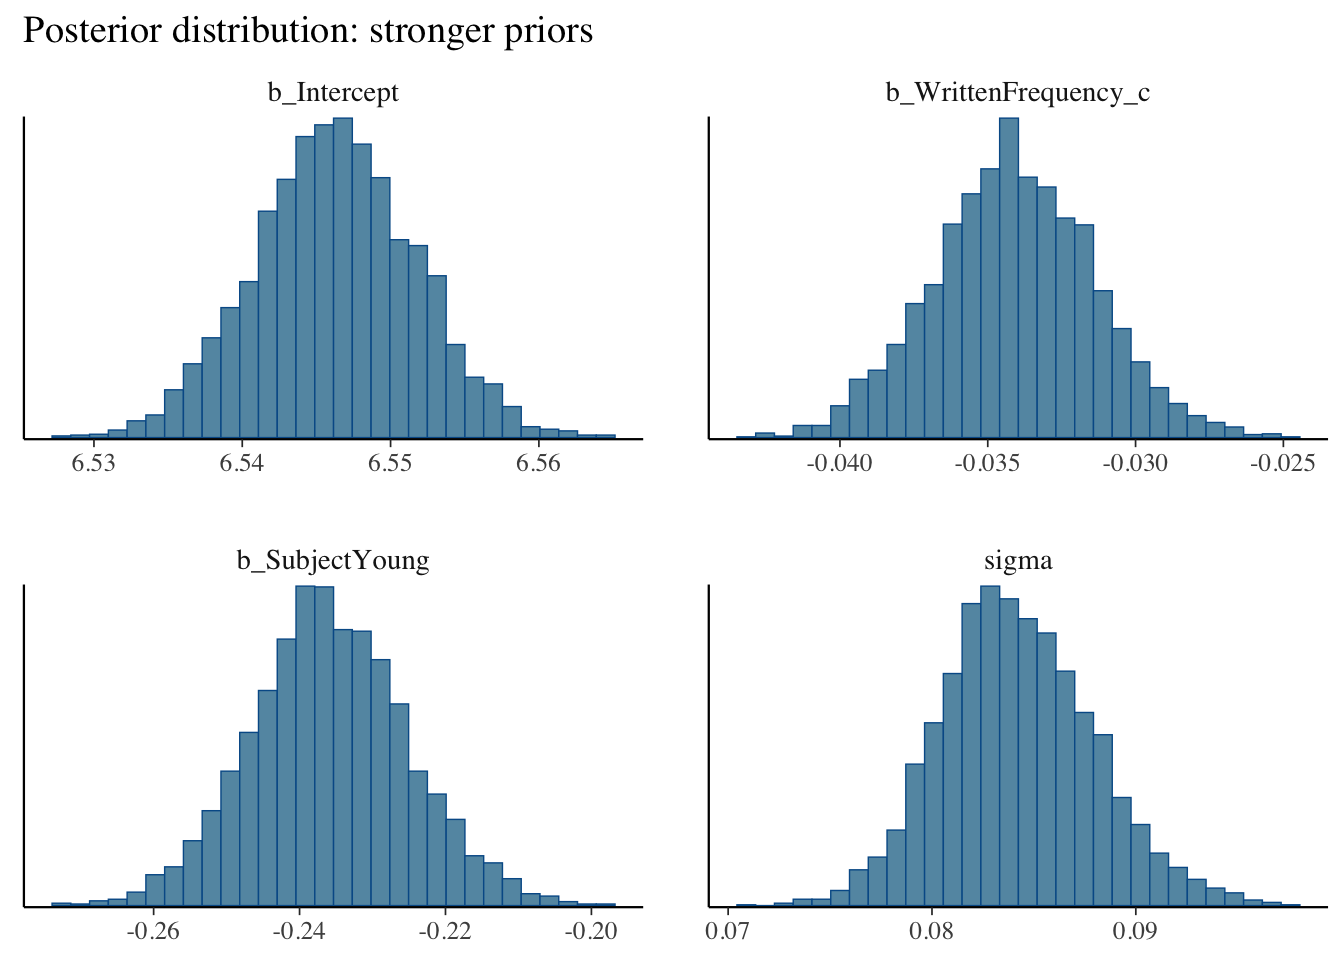 Posterior distribution: stronger priors
b_Intercept
b_WrittenFrequency_c
6.53 6.54 6.55 6.56
-0.040 -0.035 -0.030 -0.025
b_SubjectYoung
sigma
-0.26 -0.24 -0.22 -0.20
0.07 0.08 0.09